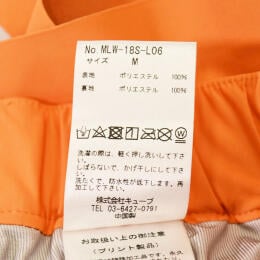 No MLW-18S-L06
サイズ M
表地 ポリエステル 100%
裏地 ポリエステル 100%
洗濯の際は、軽く押し洗いして下さい。
しぼらないで、かげ干しにして下さい。
洗たくで、防水性が低下します。再加工して下さい。
株式会社キューブ
TEL 03-6427-0791
中国製
お取扱い上の御注意
(プリント製品)